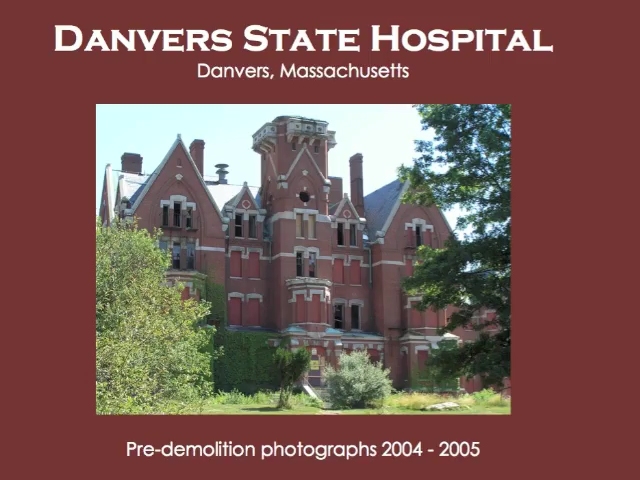 Danvers State Hospital
Danvers, Massachusetts
Pre-demolition photographs 2004 - 2005